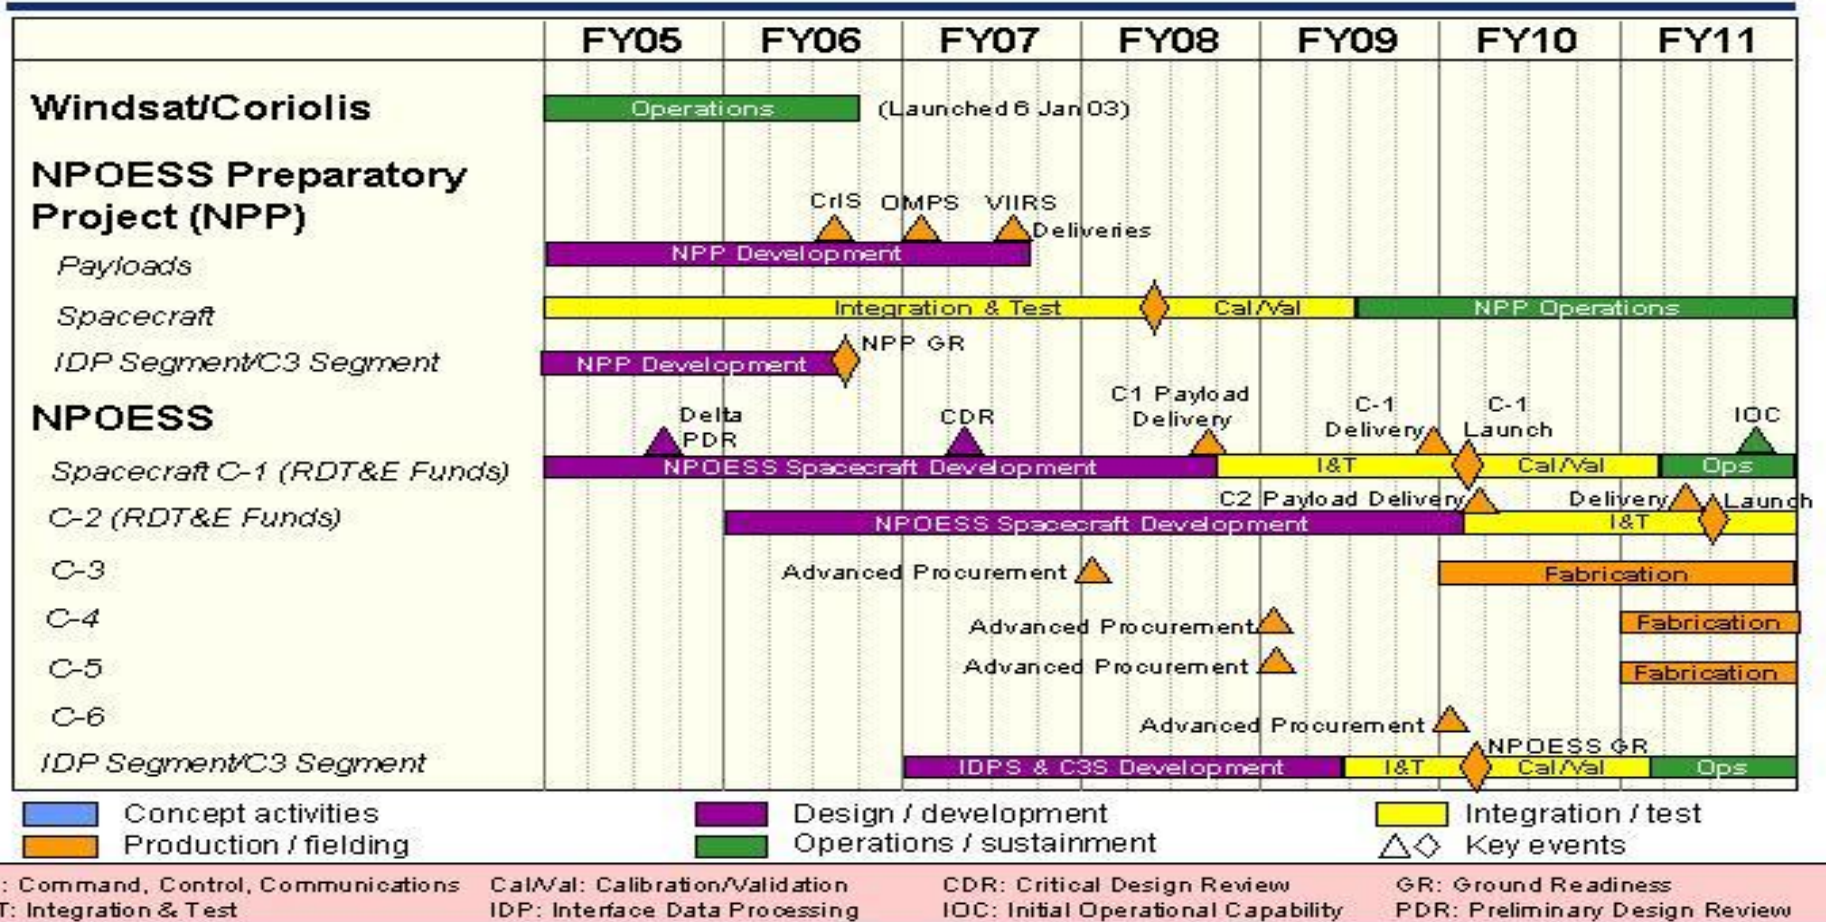 FY05 FY06 FY07 FY08 FY09 FY10 FY11
Windsat/Coriolis
Operations (Launched 6 Jan 03)
NPOESS Preparatory
Project (NPP)
CrIS OMPS VIIRS
Deliveries
Payloads
NPP Development
Spacecraft
Integration & Test Cal/Val NPP Operations
IDP Segment/C3 Segment
NPP Development
NPP GR
NPOESS
Delta
PDR
CDR
C1 Payload
Delivery
C-1
Delivery
C-1
Launch
IOC
Spacecraft C-1 (RDT&E Funds)
NPOESS Spacecraft Development I&T Cal/Val Ops
C2 Payload Delivery Delivery Launch
C-2 (RDT&E Funds)
NPOESS Spacecraft Development I&T
C-3
Advanced Procurement Fabrication
C-4
Advanced Procurement Fabrication
C-5
Advanced Procurement Fabrication
C-6
Advanced Procurement
NPOESS GR
IDP Segment/C3 Segment
IDPS & C3S Development I&T Cal/Val Ops
Concept activities Design / development Integration / test
Production / fielding Operations / sustainment Key events
: Command, Control, Communications Cal/Val: Calibration/Validation CDR: Critical Design Review GR: Ground Readiness
T: Integration & Test IDP: Interface Data Processing IOC: Initial Operational Capability PDR: Preliminary Design Review